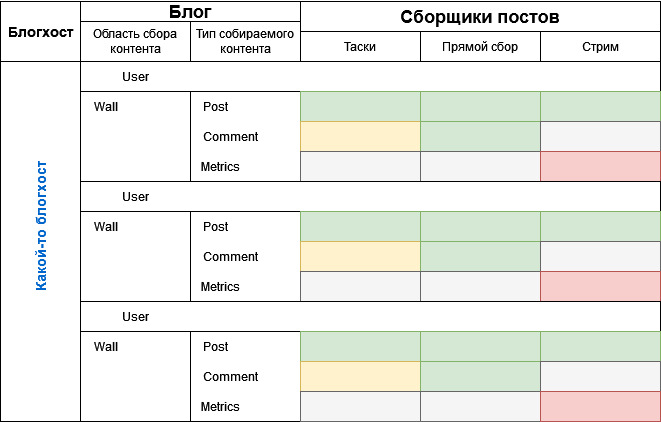 Блогхост
Блог
Сборщики постов
Область сбора
контента
Тип собираемого
контента
Таски
Прямой сбор
Стрим
Какой-то блогхост
User
Wall
Post
Comment
Metrics
User
Wall
Post
Comment
Metrics
User
Wall
Post
Comment
Metrics